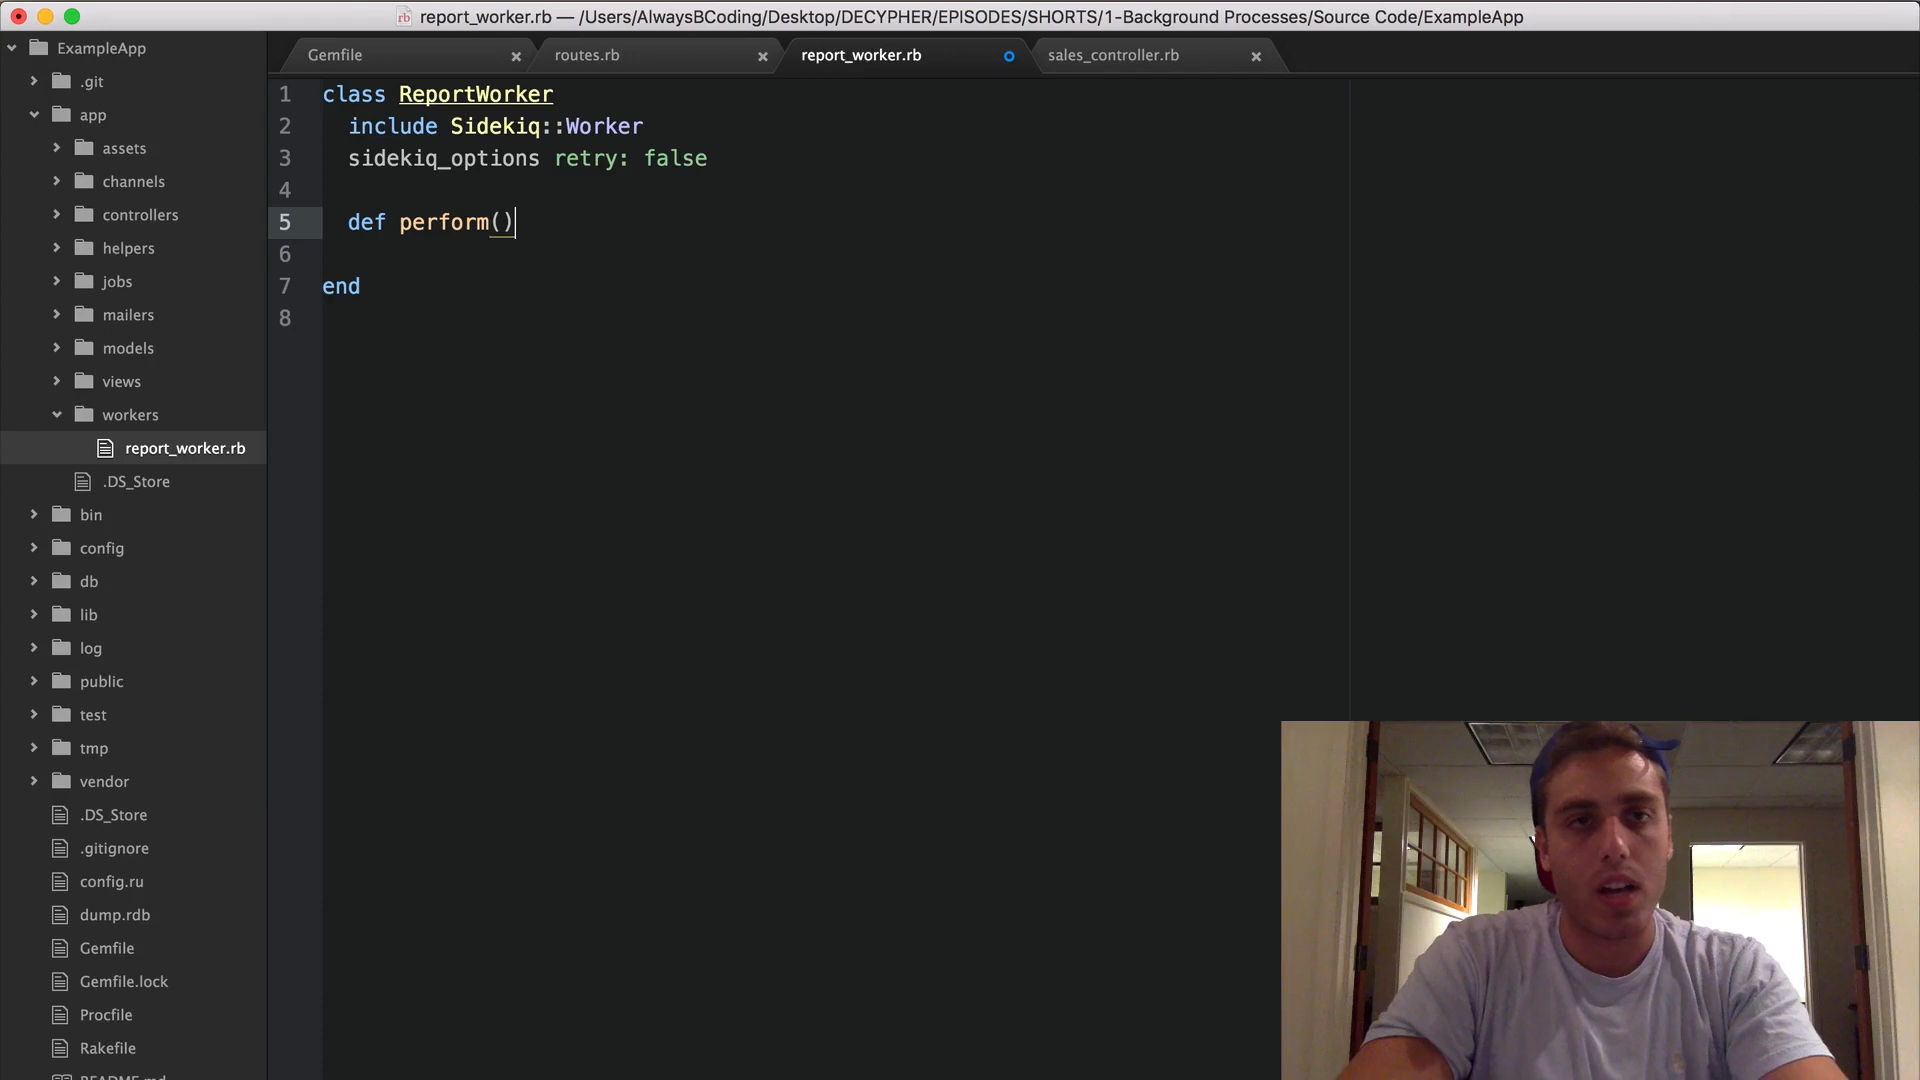 report_worker.rb — /Users/AlwaysBCoding/Desktop/DECYPHER/EPISODES/SHORTS/1-Background Processes/Source Code/ExampleApp
Gemfile
routes.rb
report_worker.rb
sales_controller.rb
ExampleApp
.git
app
assets
channels
controllers
helpers
jobs
mailers
models
views
workers
report_worker.rb
.DS_Store
bin
config
db
lib
log
public
test
tmp
vendor
.DS_Store
.gitignore
config.ru
dump.rdb
Gemfile
Gemfile.lock
Procfile
Rakefile
README.md
1 class ReportWorker
2 include Sidekiq::Worker
3 sidekiq_options retry: false
4
5 def perform()
6
7 end
8